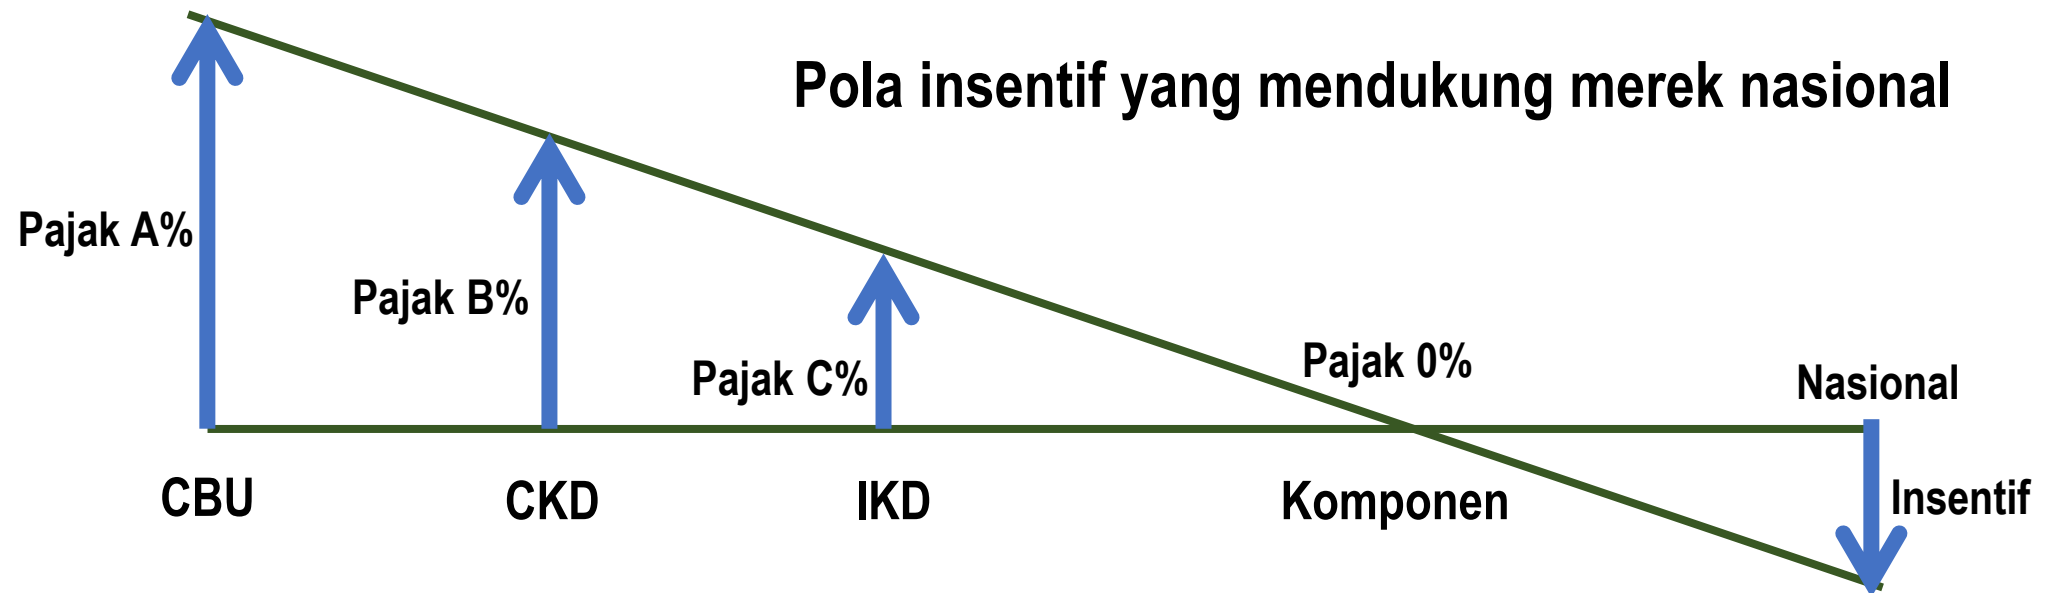 Pola insentif yang mendukung merek nasional
Pajak A%
Pajak B%
Pajak C%
Pajak 0%
Nasional
CBU
CKD
IKD
Komponen
Insentif